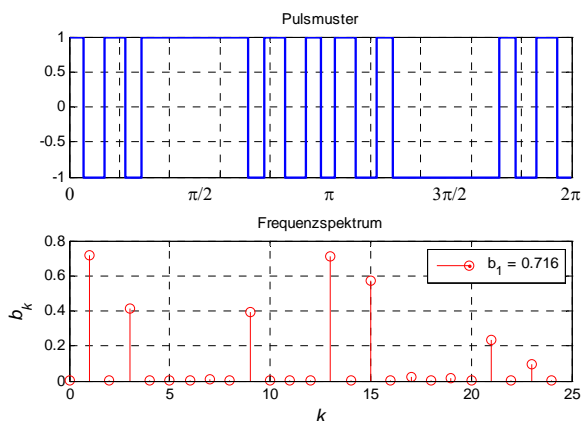 Pulsmuster
1
0.5
0
-0.5
-1
0 π/2 π 3π/2 2π
Frequenzspektrum
0.8
0.6
0.4
0.2
0
b_k
b_1 = 0.716
0 5 10 15 20 25
k